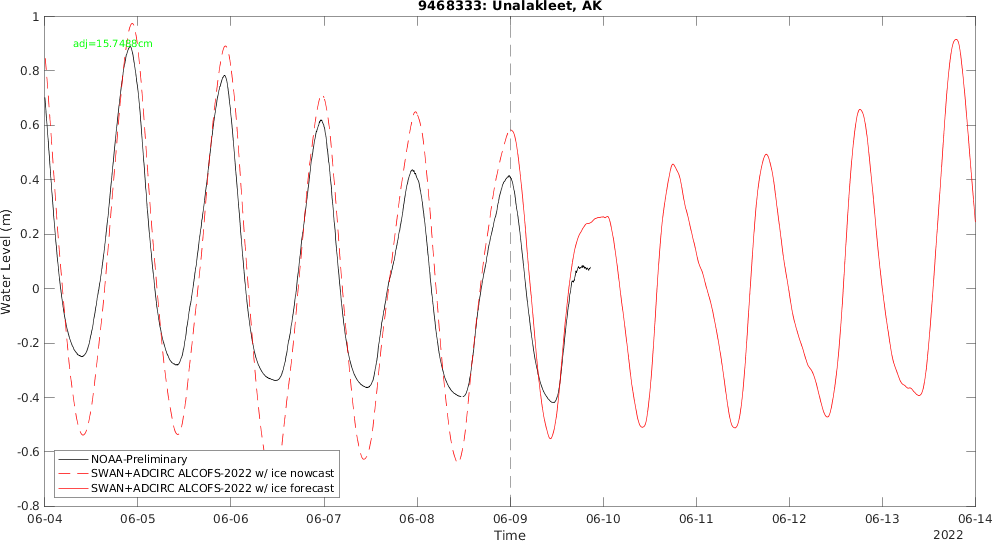 9468333: Unalakleet, AK
1
0.8
0.6
0.4
0.2
0
-0.2
-0.4
-0.6
-0.8
Water Level (m)
NOAA-Preliminary
SWAN+ADCIRC ALCOFS-2022 w/ ice nowcast
SWAN+ADCIRC ALCOFS-2022 w/ ice forecast
06-04 06-05 06-06 06-07 06-08 06-09 06-10 06-11 06-12 06-13 06-14
Time
2022